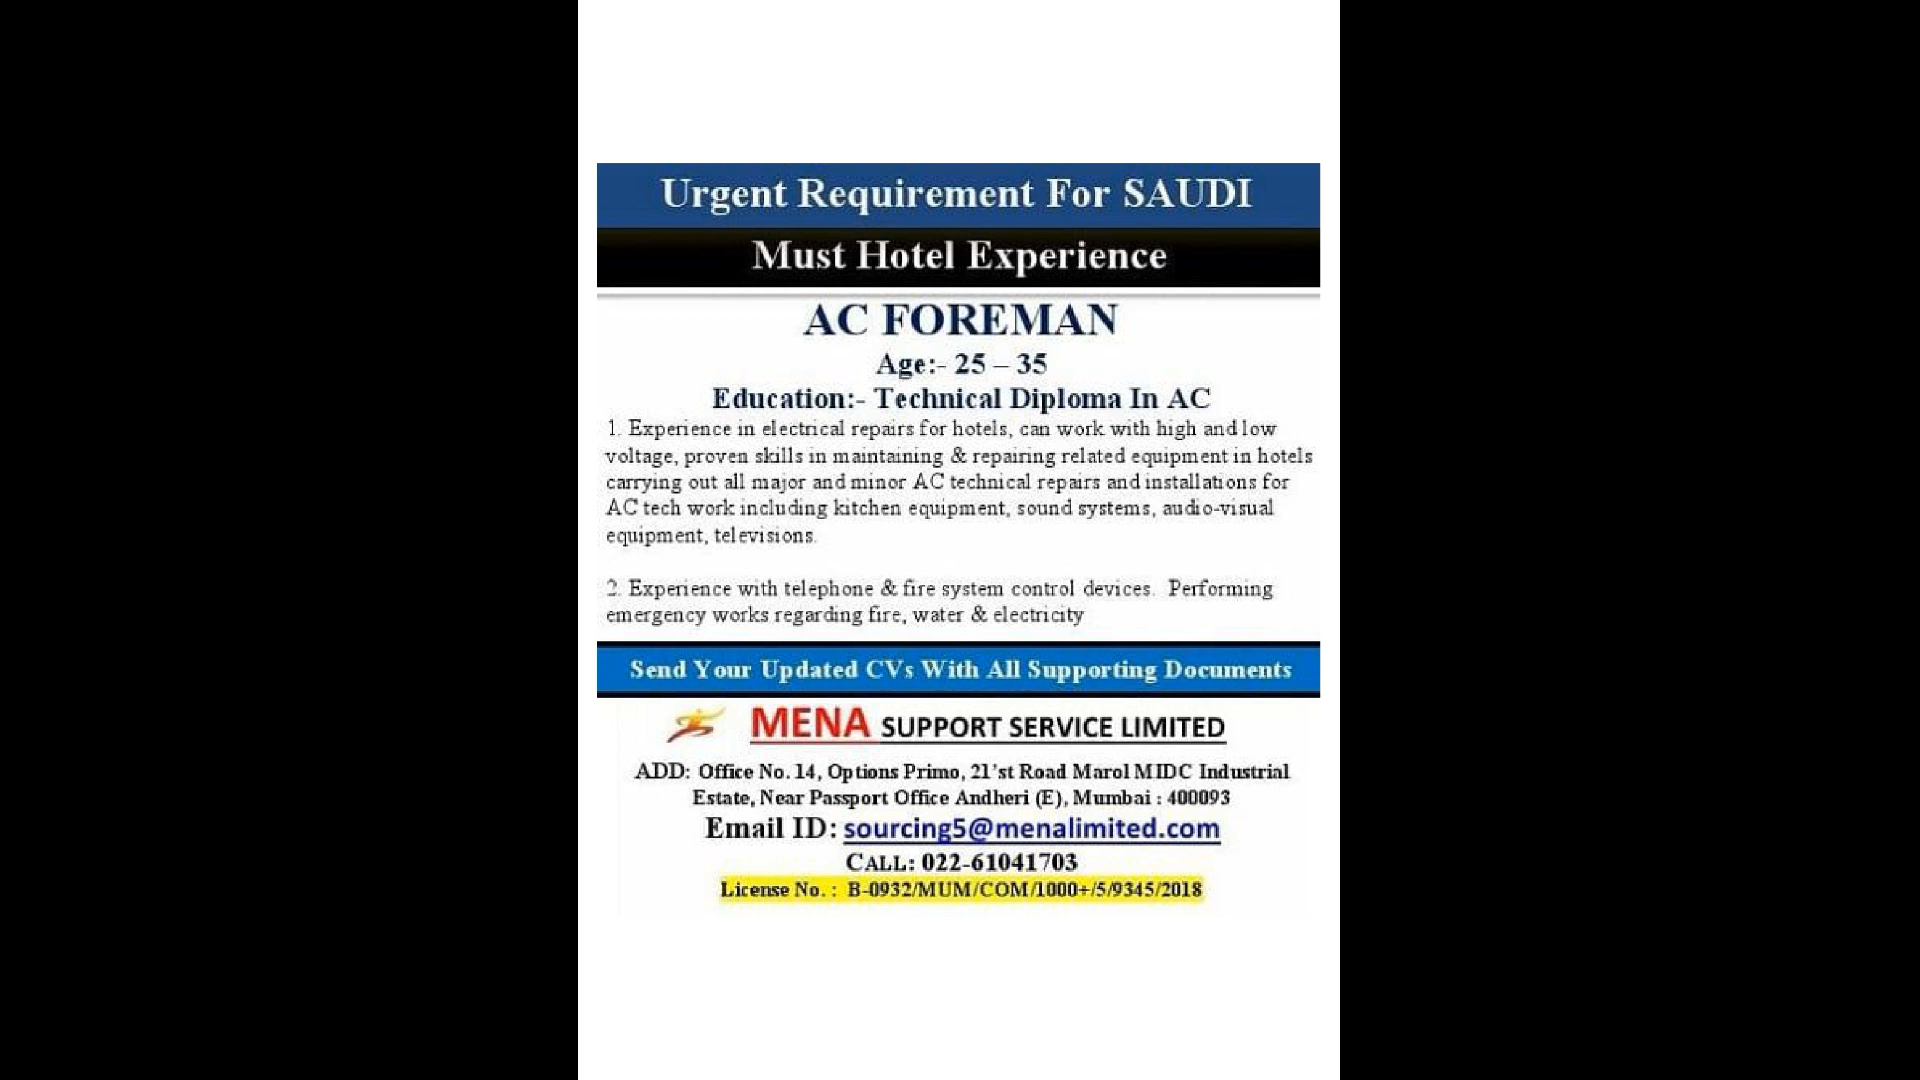 Urgent Requirement For SAUDI
Must Hotel Experience
AC FOREMAN
Age:- 25 – 35
Education:- Technical Diploma In AC
1. Experience in electrical repairs for hotels, can work with high and low
voltage, proven skills in maintaining & repairing related equipment in hotels
carrying out all major and minor AC technical repairs and installations for
AC tech work including kitchen equipment, sound systems, audio-visual
equipment, televisions.
2. Experience with telephone & fire system control devices. Performing
emergency works regarding fire, water & electricity
Send Your Updated CVs With All Supporting Documents
MENA SUPPORT SERVICE LIMITED
ADD: Office No. 14, Options Primo, 21'st Road Marol MIDC Industrial
Estate, Near Passport Office Andheri (E), Mumbai : 400093
Email ID: sourcing5@menalimited.com
CALL: 022-61041703
License No. : B-0932/MUM/COM/1000+/5/9345/2018